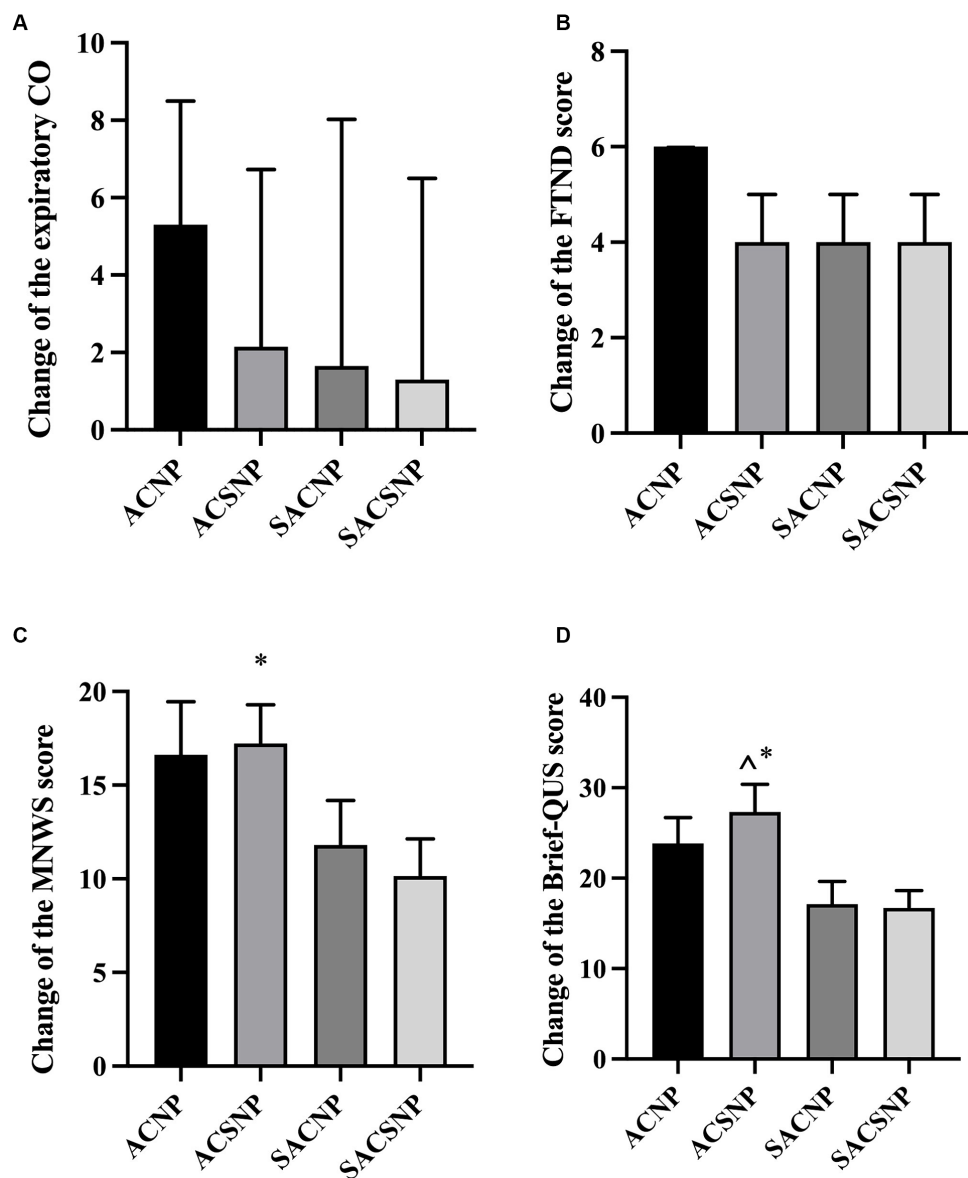 A
Change of the expiratory CO
10
8
6
4
2
0
ACNP
ACSNP
SACNP
SACSNP
B
Change of the FTND score
8
6
4
2
0
ACNP
ACSNP
SACNP
SACSNP
C
Change of the MNWS score
20
15
10
5
0
*
ACNP
ACSNP
SACNP
SACSNP
D
Change of the Brief-QUS score
40
30
20
10
0
^*
ACNP
ACSNP
SACNP
SACSNP